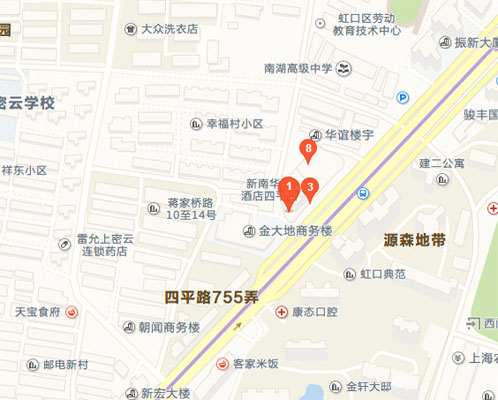 虹口区劳动
教育技术中心
园
大众洗衣店
振新大厦
南湖高级中学
密云学校
P
骏丰国
幸福村小区
华谊楼宇
8
建二公寓
祥东小区
新南华
酒店四平
1
3
蒋家桥路
10至14号
金大地商务楼
源森地带
雷允上密云
连锁药店
虹口典范
四平路755弄
天宝食府
康态口腔
朝闻商务楼
西
上海
邮电新村
客家米饭
金轩大邸
新宏大楼